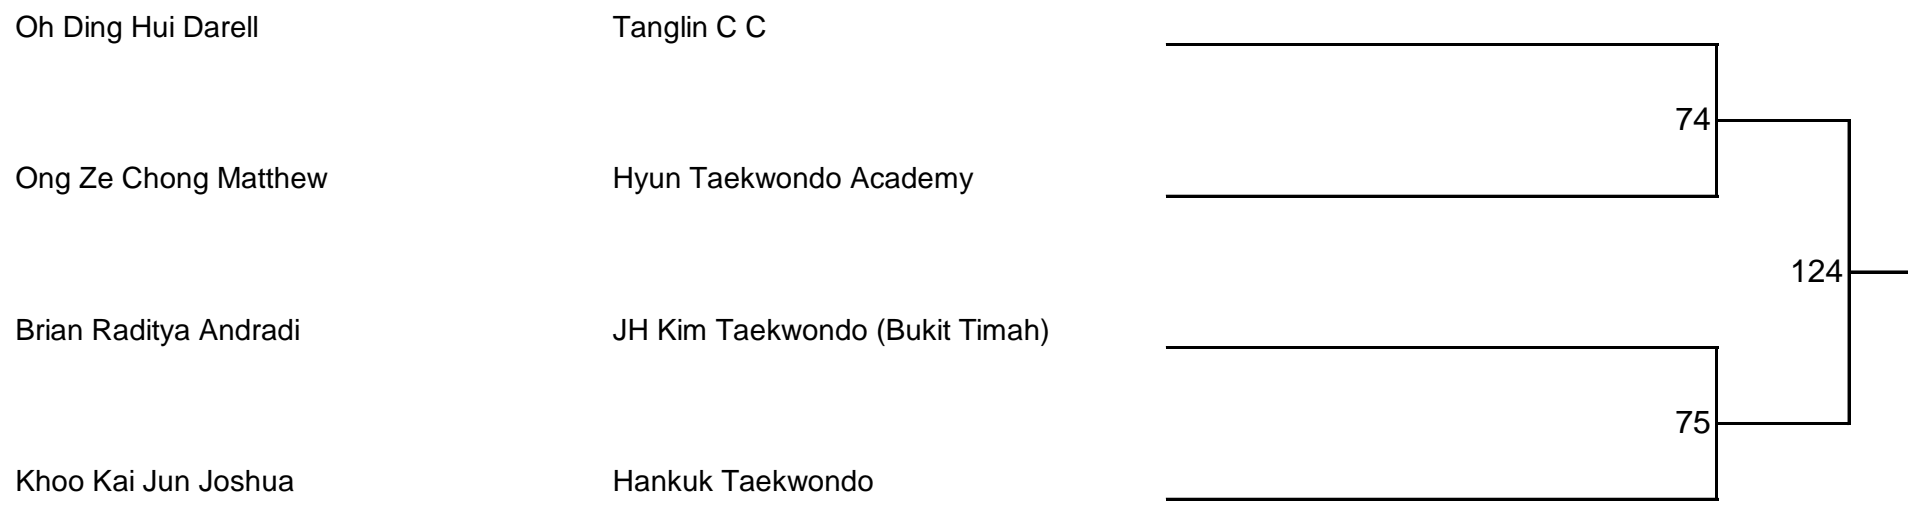 Oh Ding Hui Darell Tanglin C C
74
Ong Ze Chong Matthew Hyun Taekwondo Academy
124
Brian Raditya Andradi JH Kim Taekwondo (Bukit Timah)
75
Khoo Kai Jun Joshua Hankuk Taekwondo